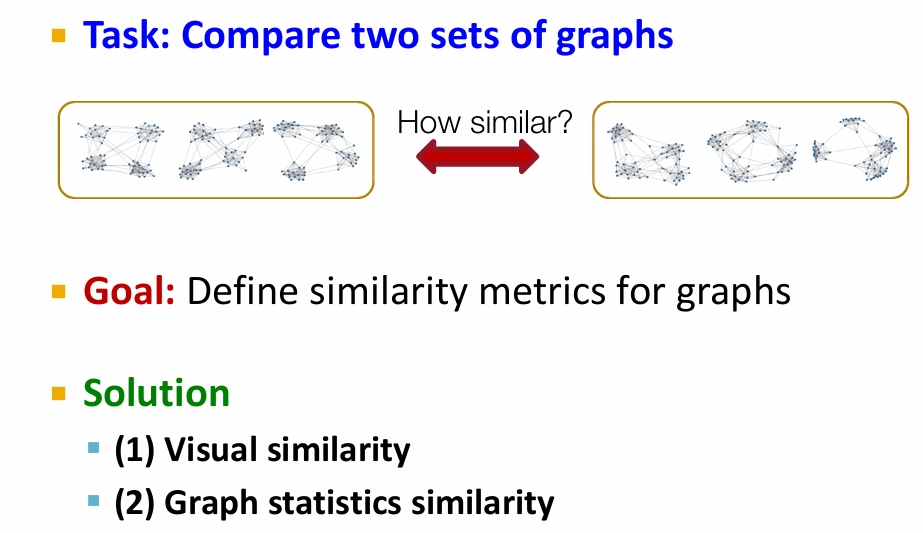 Task: Compare two sets of graphs
How similar?
Goal: Define similarity metrics for graphs
Solution
(1) Visual similarity
(2) Graph statistics similarity